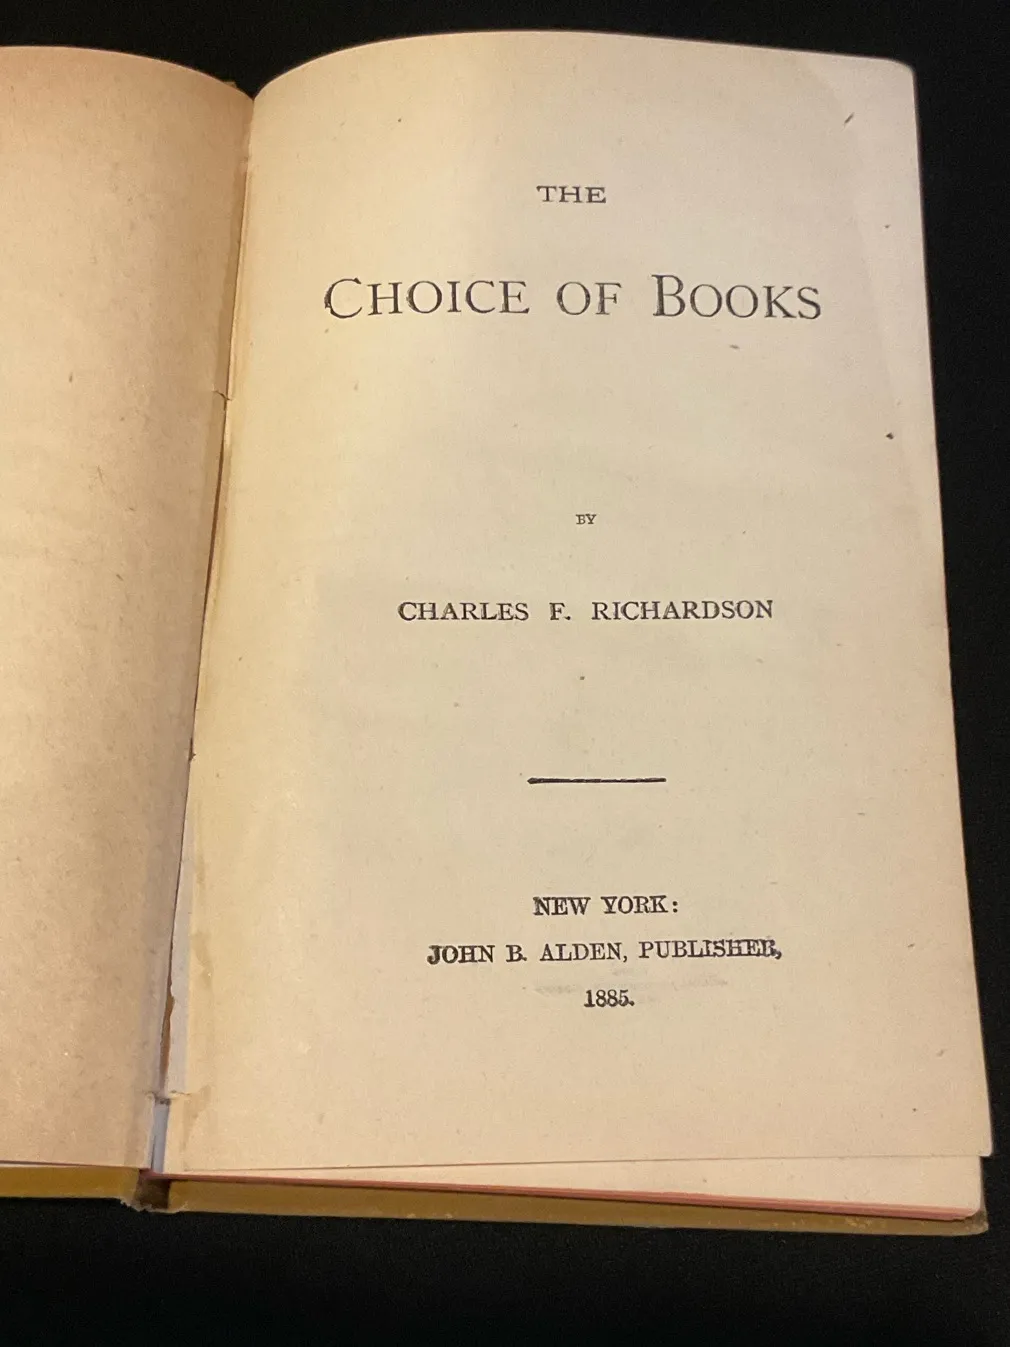 THE
CHOICE OF BOOKS
BY
CHARLES F. RICHARDSON
NEW YORK:
JOHN B. ALDEN, PUBLISHER,
1885.